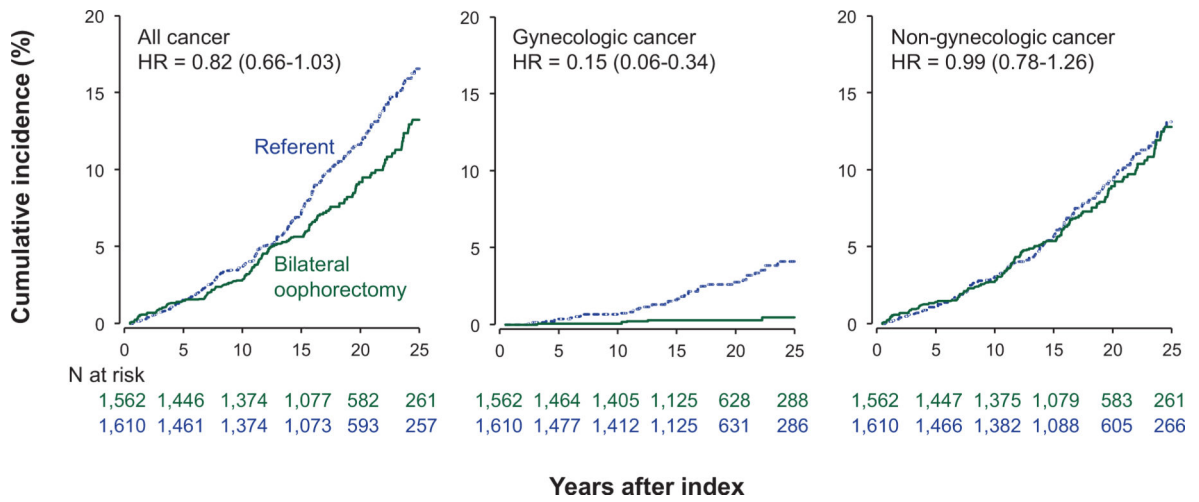 Cumulative incidence (%)
20
15
10
5
0
All cancer
HR = 0.82 (0.66-1.03)
Referent
Bilateral
oophorectomy
0 5 10 15 20 25
20
15
10
5
0
Gynecologic cancer
HR = 0.15 (0.06-0.34)
0 5 10 15 20 25
20
15
10
5
0
Non-gynecologic cancer
HR = 0.99 (0.78-1.26)
0 5 10 15 20 25
N at risk
1,562 1,446 1,374 1,077 582 261
1,610 1,461 1,374 1,073 593 257
1,562 1,464 1,405 1,125 628 288
1,610 1,477 1,412 1,125 631 286
1,562 1,447 1,375 1,079 583 261
1,610 1,466 1,382 1,088 605 266
Years after index